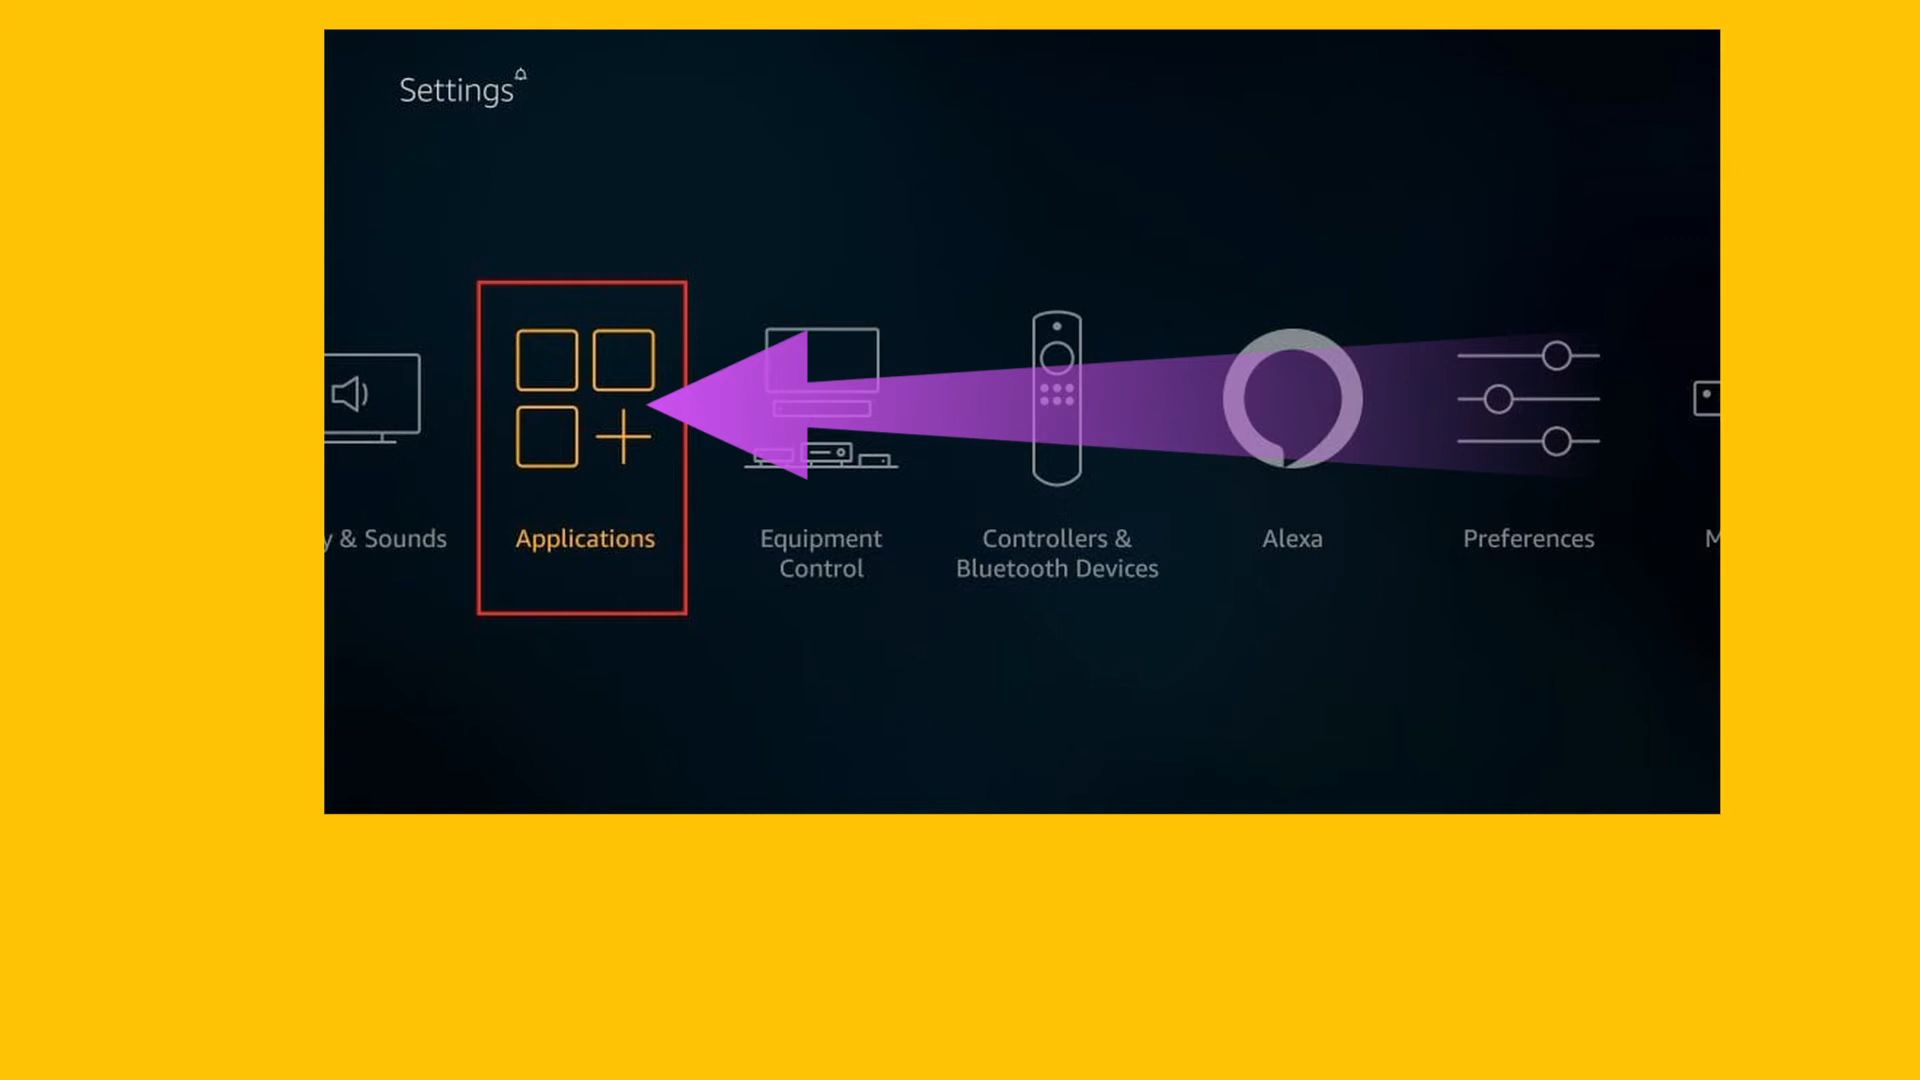 Settings
y & Sounds
Applications
Equipment
Control
Controllers &
Bluetooth Devices
Alexa
Preferences
M